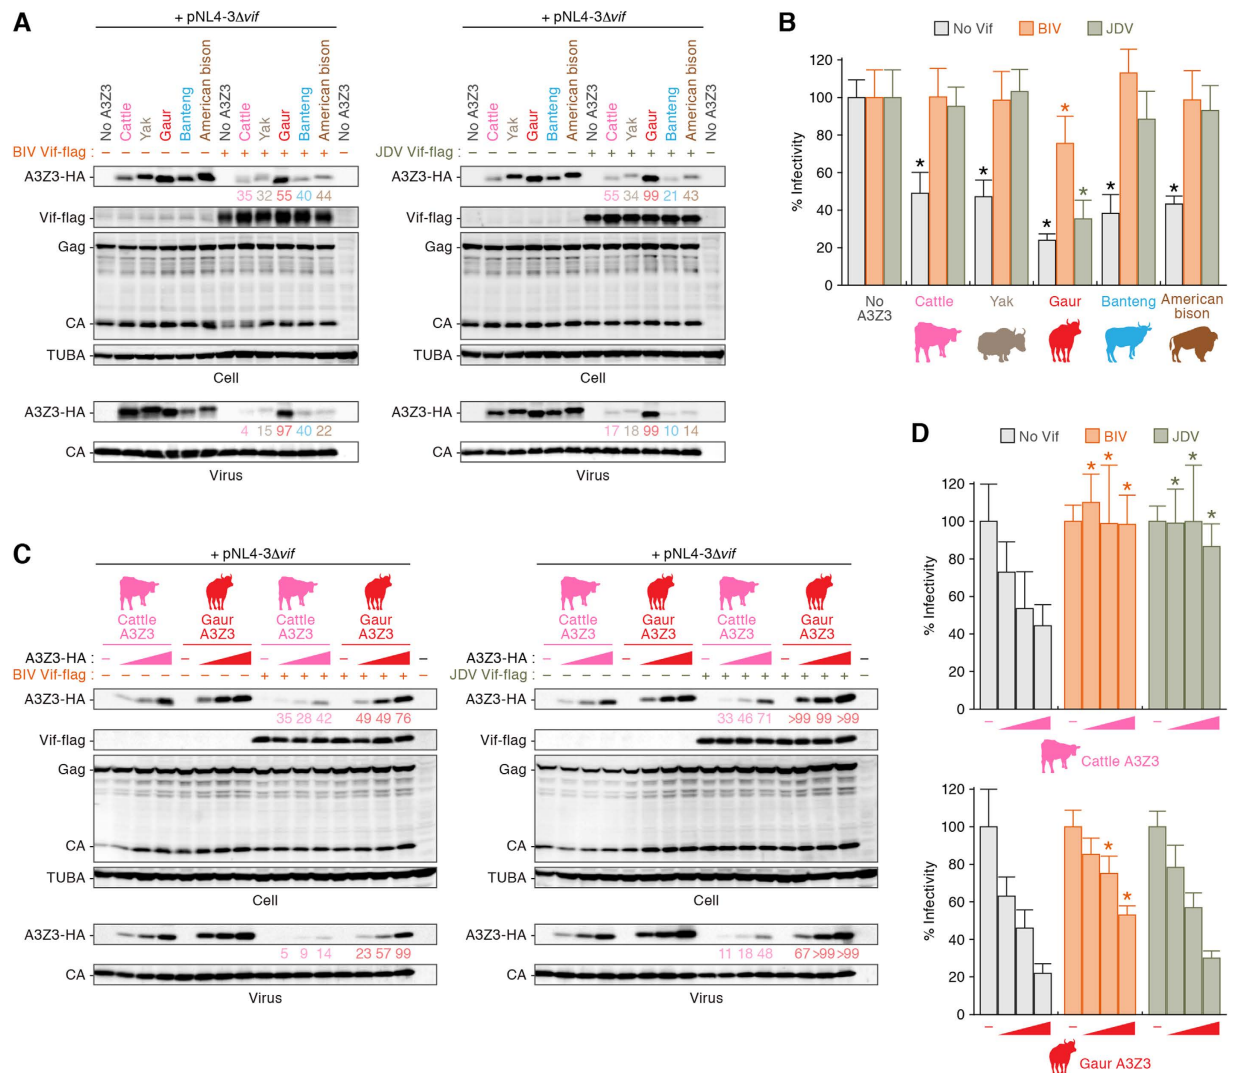 A
+ pNL4-3Δvif
No A3Z3 Cattle Yak Gaur Banteng American bison No A3Z3 Cattle Yak Gaur Banteng American bison No A3Z3
BIV Vif-flag : − − − − − − + + + + + + −
A3Z3-HA
35 32 55 40 44
Vif-flag
Gag
CA
TUBA
Cell
A3Z3-HA
4 15 97 40 22
CA
Virus
+ pNL4-3Δvif
No A3Z3 Cattle Yak Gaur Banteng American bison No A3Z3 Cattle Yak Gaur Banteng American bison No A3Z3
JDV Vif-flag : − − − − − − + + + + + + −
A3Z3-HA
55 34 99 21 43
Vif-flag
Gag
CA
TUBA
Cell
A3Z3-HA
17 18 99 10 14
CA
Virus
B
No Vif BIV JDV
% Infectivity
120
100
80
60
40
20
0
* * * * * * *
No A3Z3
Cattle
Yak
Gaur
Banteng
American bison
C
+ pNL4-3Δvif
Cattle A3Z3
Gaur A3Z3
Cattle A3Z3
Gaur A3Z3
A3Z3-HA : − − − − −
BIV Vif-flag : − − − − − − − − + + + + + + + + −
A3Z3-HA
35 28 42 49 49 76
Vif-flag
Gag
CA
TUBA
Cell
A3Z3-HA
5 9 14 23 57 99
CA
Virus
+ pNL4-3Δvif
Cattle A3Z3
Gaur A3Z3
Cattle A3Z3
Gaur A3Z3
A3Z3-HA : − − − − −
JDV Vif-flag : − − − − − − − − + + + + + + + + −
A3Z3-HA
33 46 71 >99 99 >99
Vif-flag
Gag
CA
TUBA
Cell
A3Z3-HA
11 18 48 67 >99 >99
CA
Virus
D
No Vif BIV JDV
% Infectivity
120
100
80
60
40
20
0
* * * * * *
− − −
Cattle A3Z3
% Infectivity
120
100
80
60
40
20
0
* *
− − −
Gaur A3Z3